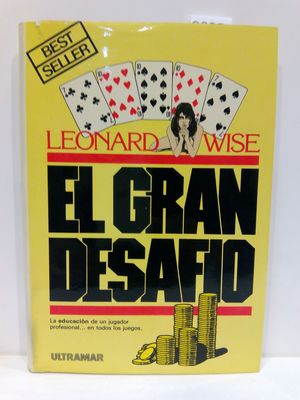 BEST
SELLER
LEONARD WISE
EL GRAN
DESAFIO
La educación de un jugador
profesional... en todos los juegos.
ULTRAMAR